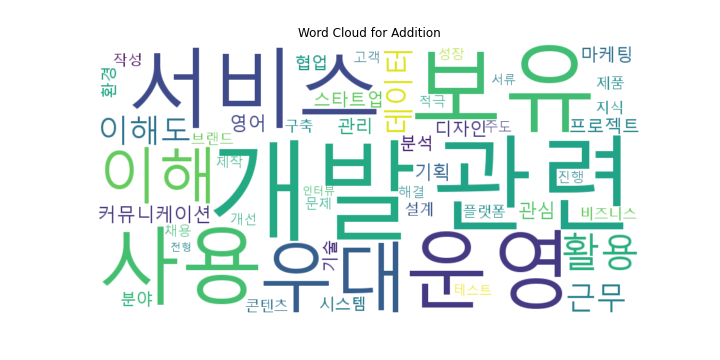 Word Cloud for Addition
작성
환경
서비스
협업
고객
데이터
성장
보유
마케팅
스타트업
적극
서류
제품
지식
이해도
브랜드
영어
구축
관리
분석
디자인
주도
프로젝트
이해
제작
개발
기획
관련
진행
인터뷰
문제
해결
설계
플랫폼
관심
비즈니스
커뮤니케이션
개선
채용
전형
사용
우대
기술
운영
활용
분야
콘텐츠
시스템
테스트
근무